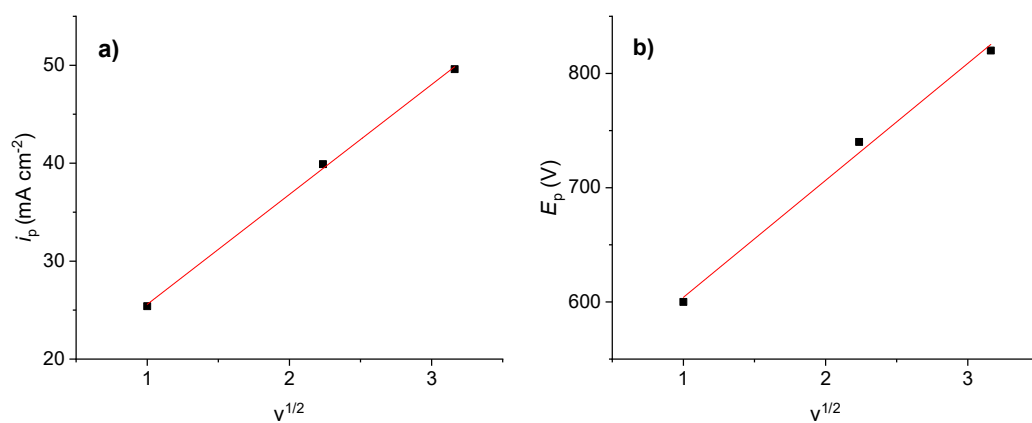 a)
50
40
30
20
i_p (mA cm⁻²)
1
2
3
v^{1/2}
b)
800
700
600
E_p (V)
1
2
3
v^{1/2}